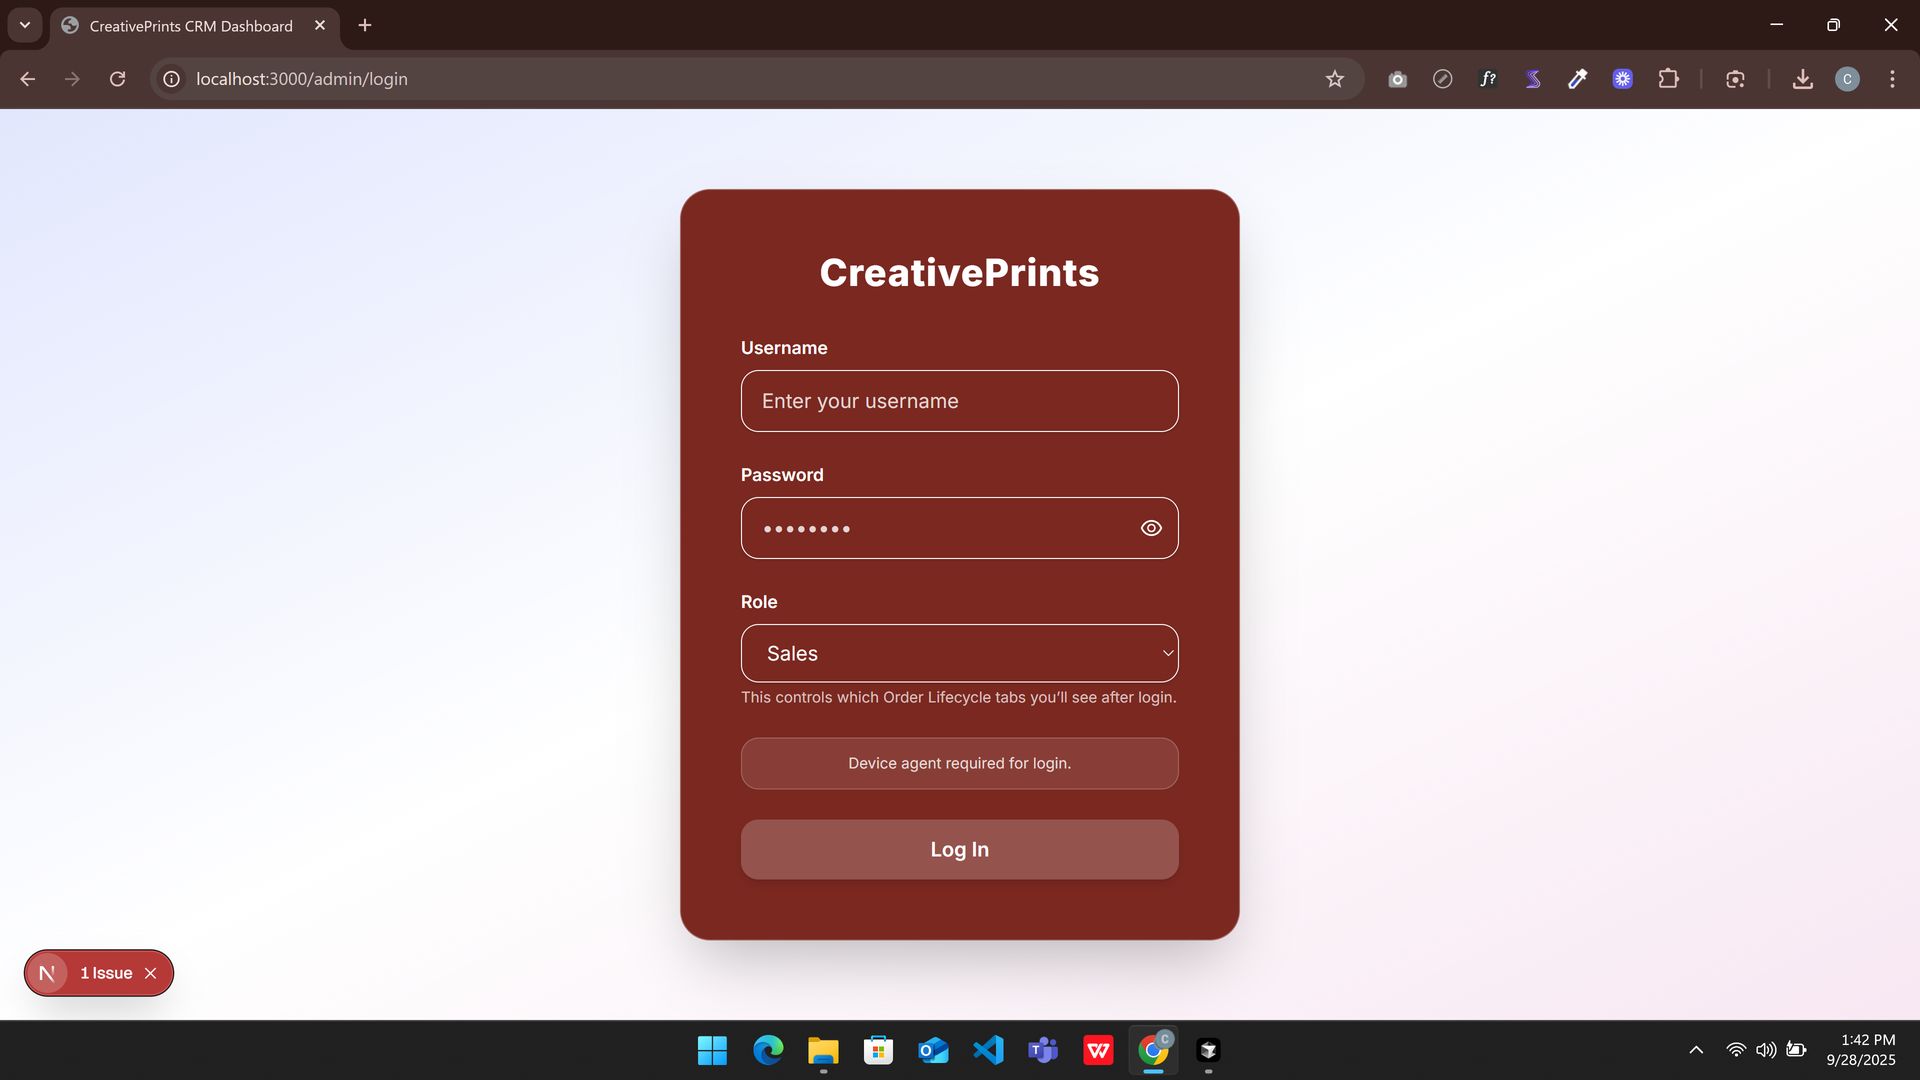 CreativePrints CRM Dashboard
localhost:3000/admin/login
f?
C
CreativePrints
Username
Enter your username
Password
••••••••
Role
Sales
This controls which Order Lifecycle tabs you’ll see after login.
Device agent required for login.
Log In
N
1 Issue
C
1:42 PM
9/28/2025